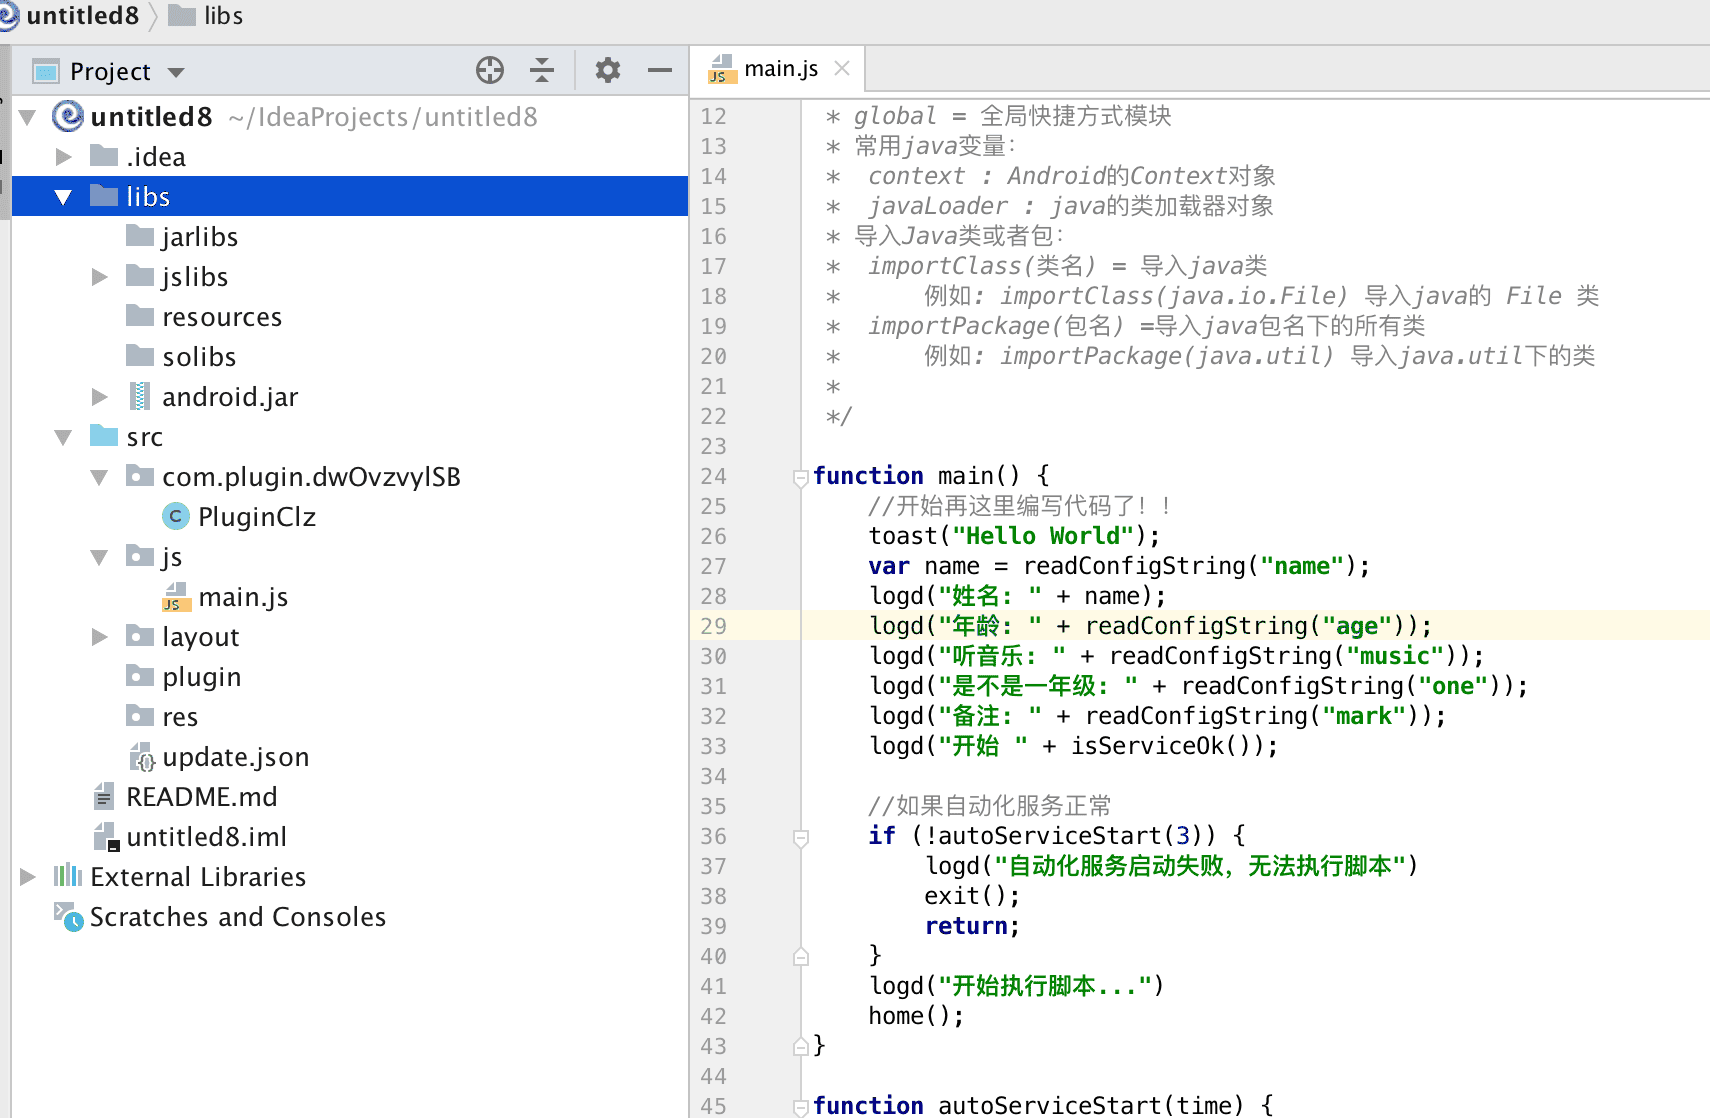 untitled8 libs
Project
main.js
untitled8 ~/IdeaProjects/untitled8
.idea
libs
jarlibs
jslibs
resources
solibs
android.jar
src
com.plugin.dwOvzvylSB
PluginClz
js
main.js
layout
plugin
res
update.json
README.md
untitled8.iml
External Libraries
Scratches and Consoles
12 * global = 全局快捷方式模块
13 * 常用java变量：
14 * context : Android的Context对象
15 * javaLoader : java的类加载器对象
16 * 导入Java类或者包：
17 * importClass(类名) = 导入java类
18 * 例如: importClass(java.io.File) 导入java的 File 类
19 * importPackage(包名) =导入java包名下的所有类
20 * 例如: importPackage(java.util) 导入java.util下的类
21 *
22 */
23
24 function main() {
25 //开始再这里编写代码了！！
26 toast("Hello World");
27 var name = readConfigString("name");
28 logd("姓名: " + name);
29 logd("年龄: " + readConfigString("age"));
30 logd("听音乐: " + readConfigString("music"));
31 logd("是不是一年级: " + readConfigString("one"));
32 logd("备注: " + readConfigString("mark"));
33 logd("开始 " + isServiceOk());
34
35 //如果自动化服务正常
36 if (!autoServiceStart(3)) {
37 logd("自动化服务启动失败，无法执行脚本")
38 exit();
39 return;
40 }
41 logd("开始执行脚本...")
42 home();
43 }
44
45 function autoServiceStart(time) {